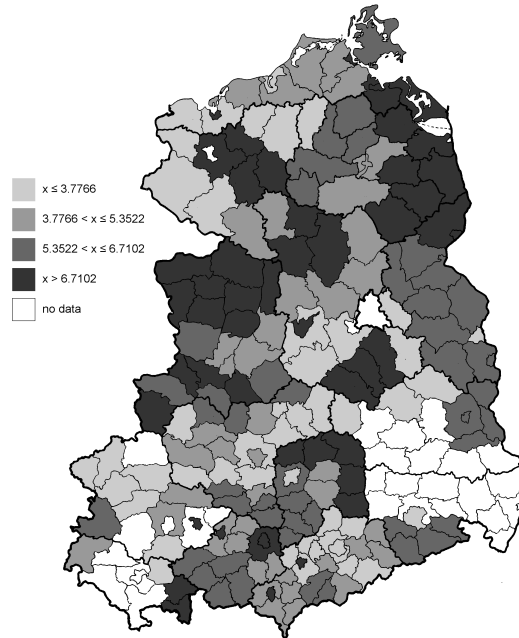 x ≤ 3.7766
3.7766 < x ≤ 5.3522
5.3522 < x ≤ 6.7102
x > 6.7102
no data